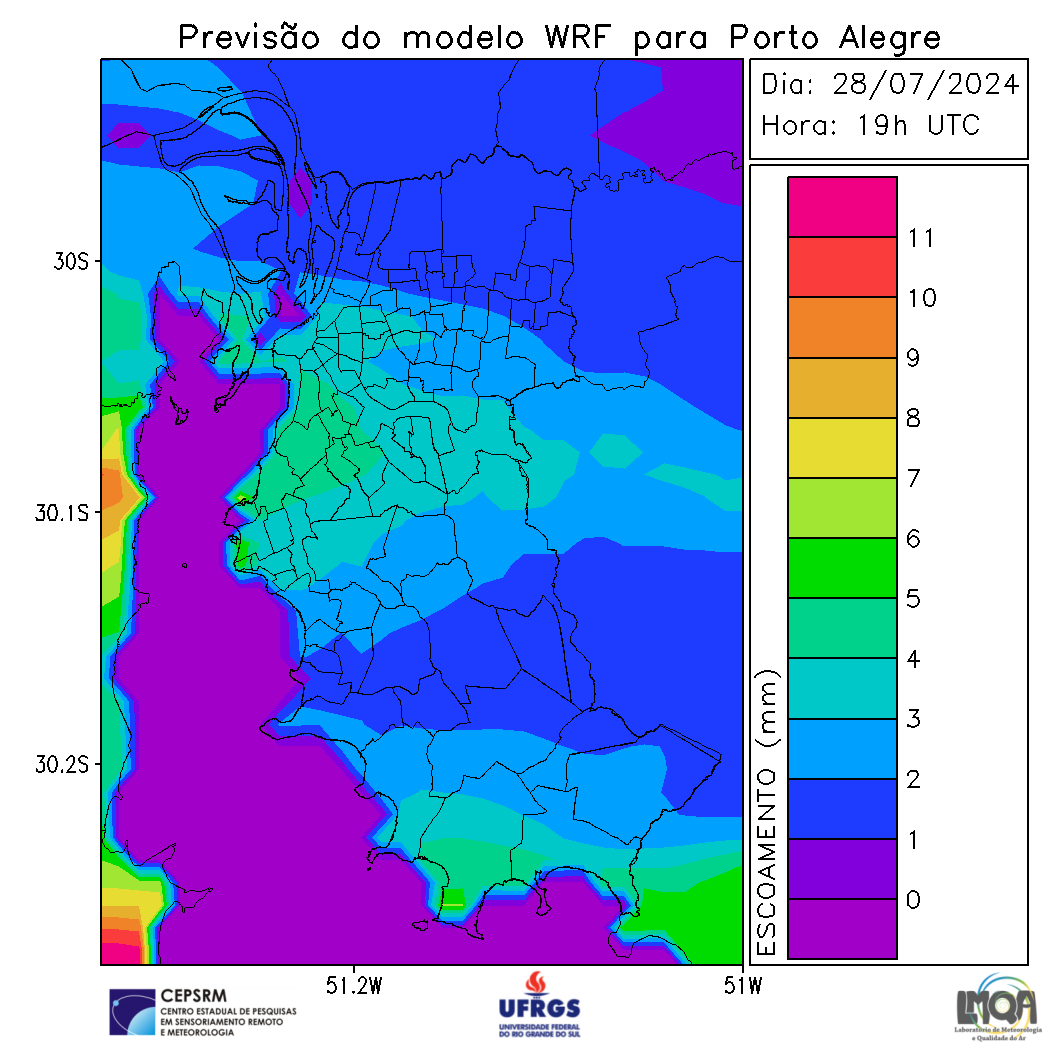 Previsão do modelo WRF para Porto Alegre
Dia: 28/07/2024
Hora: 19h UTC
30S
30.1S
30.2S
51.2W
51W
ESCOAMENTO (mm)
11
10
9
8
7
6
5
4
3
2
1
0
CEPSRM
CENTRO ESTADUAL DE PESQUISAS
EM SENSORIAMENTO REMOTO
E METEOROLOGIA
UFRGS
UNIVERSIDADE FEDERAL
DO RIO GRANDE DO SUL
LMQA
Laboratório de Meteorologia
e Qualidade do Ar